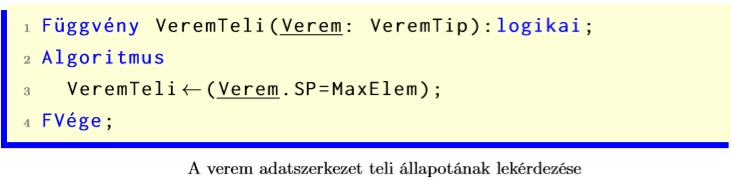 1 Függvény VeremTeli(Verem: VeremTip):logikai;
2 Algoritmus
3 VeremTeli←(Verem.SP=MaxElem);
4 FVége;
A verem adatszerkezet teli állapotának lekérdezése